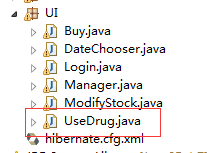 UI
Buy.java
DateChooser.java
Login.java
Manager.java
ModifyStock.java
UseDrug.java
hibernate.cfg.xml